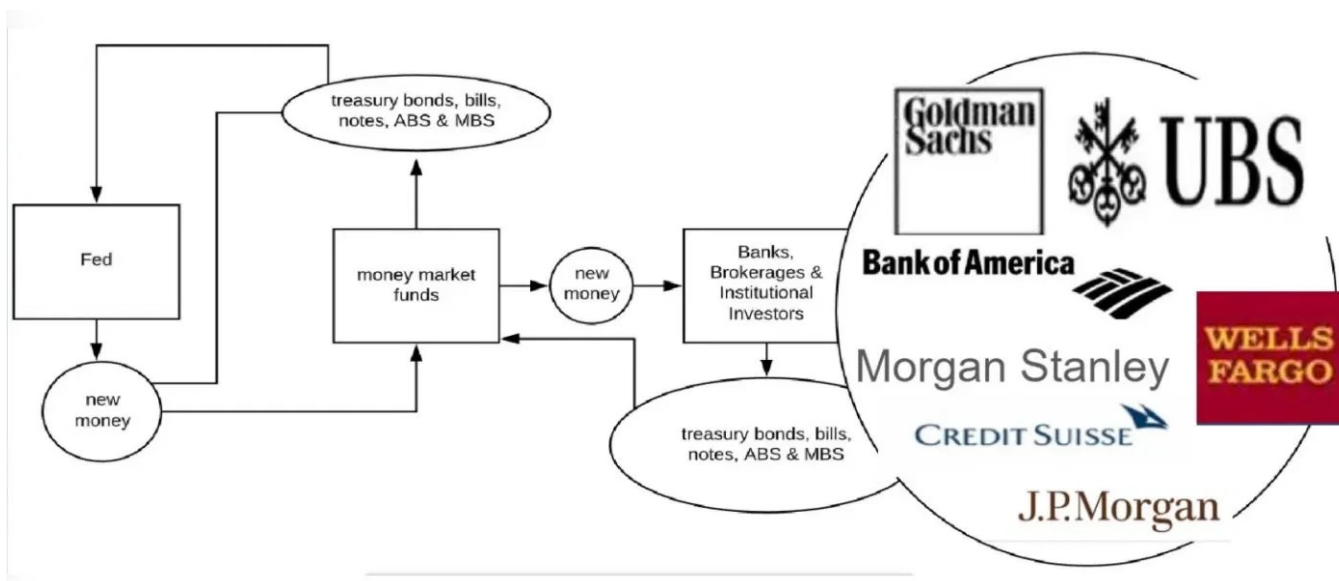 treasury bonds, bills,
notes, ABS & MBS
Fed
new
money
money market
funds
new
money
Banks,
Brokerages &
Institutional
Investors
treasury bonds, bills,
notes, ABS & MBS
Goldman
Sachs
UBS
Bank of America
WELLS
FARGO
Morgan Stanley
CREDIT SUISSE
J.P.Morgan